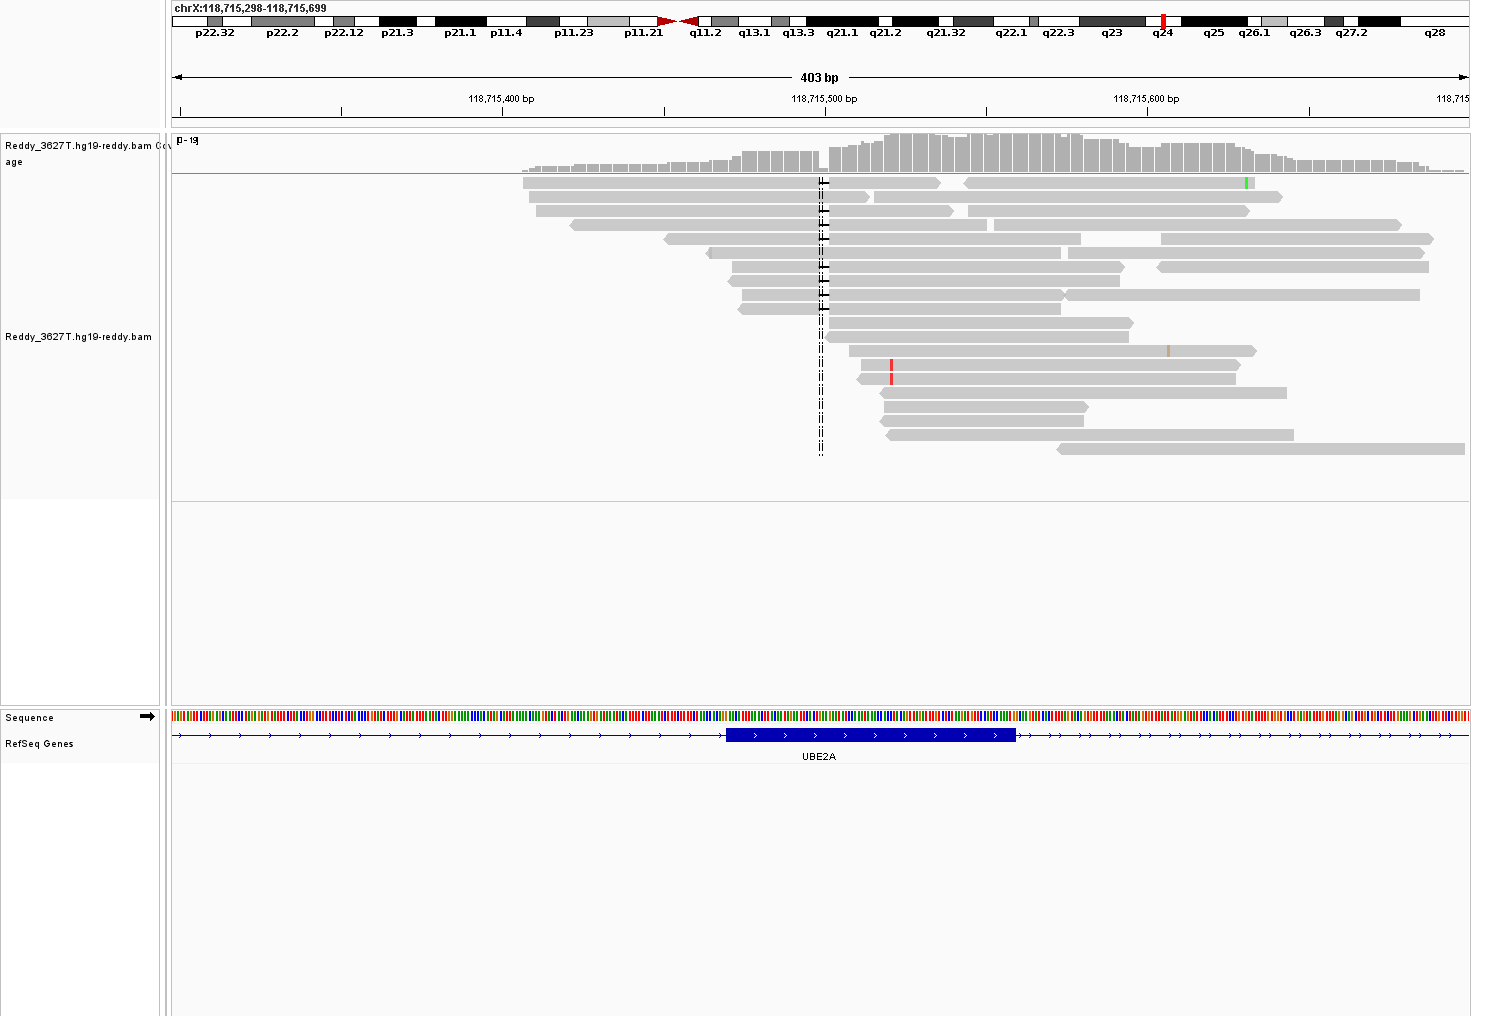 chrX:118,715,298-118,715,699
p22.32 p22.2 p22.12 p21.3 p21.1 p11.4 p11.23 p11.21 q11.2 q13.1 q13.3 q21.1 q21.2 q21.32 q22.1 q22.3 q23 q24 q25 q26.1 q26.3 q27.2 q28
403 bp
118,715,400 bp 118,715,500 bp 118,715,600 bp 118,715
[0 - 19]
Reddy_3627T.hg19-reddy.bam Cov
age
Reddy_3627T.hg19-reddy.bam
Sequence
RefSeq Genes
UBE2A